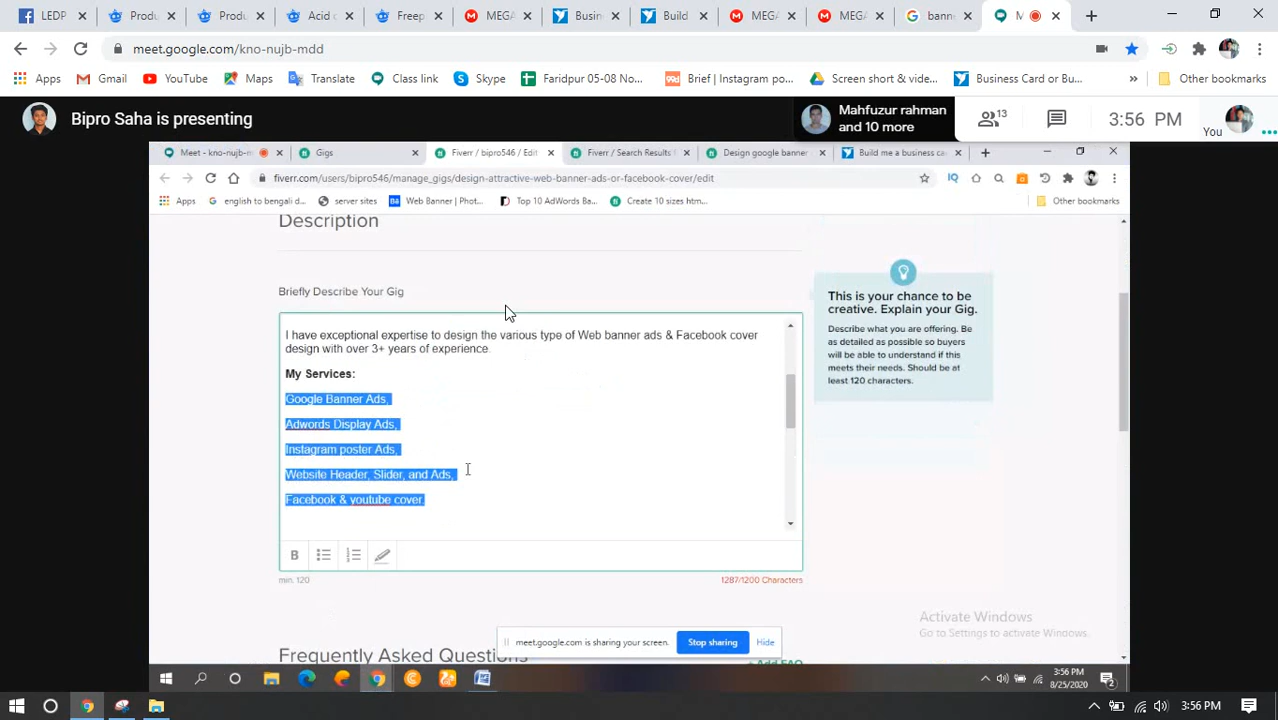 Produ
Produ
Acid c
Freep
MEGA
Busin
Build
MEG
MEGA
bann
M
meet.google.com/kno-nujb-mdd
Apps
Gmail
YouTube
Maps
Translate
Class link
Skype
Faridpur 05-08 No...
Brief | Instagram po...
Screen short & vide...
Business Card or Bu...
Other bookmarks
Bipro Saha is presenting
Mahfuzur rahman
and 10 more
13
3:56 PM
You
Meet - kno-nujb-m
Gigs
Fiverr / bipro546 / Edit
Fiverr / Search Results
Design google banner
Build me a business ca
fiverr.com/users/bipro546/manage_gigs/design-attractive-web-banner-ads-or-facebook-cover/edit
Apps
english to bengali d...
server sites
Web Banner | Phot...
Top 10 AdWords Ba...
Create 10 sizes htm...
Other bookmarks
Description
Briefly Describe Your Gig
I have exceptional expertise to design the various type of Web banner ads & Facebook cover
design with over 3+ years of experience.
My Services:
Google Banner Ads,
Adwords Display Ads,
Instagram poster Ads,
Website Header, Slider, and Ads,
Facebook & youtube cover.
B
min. 120
1287/1200 Characters
This is your chance to be
creative. Explain your Gig.
Describe what you are offering. Be
as detailed as possible so buyers
will be able to understand if this
meets their needs. Should be at
least 120 characters.
Activate Windows
Go to Settings to activate Windows.
meet.google.com is sharing your screen.
Stop sharing
Hide
Frequently Asked Questions
+ Add FAQ
3:56 PM
8/25/2020
2
3:56 PM